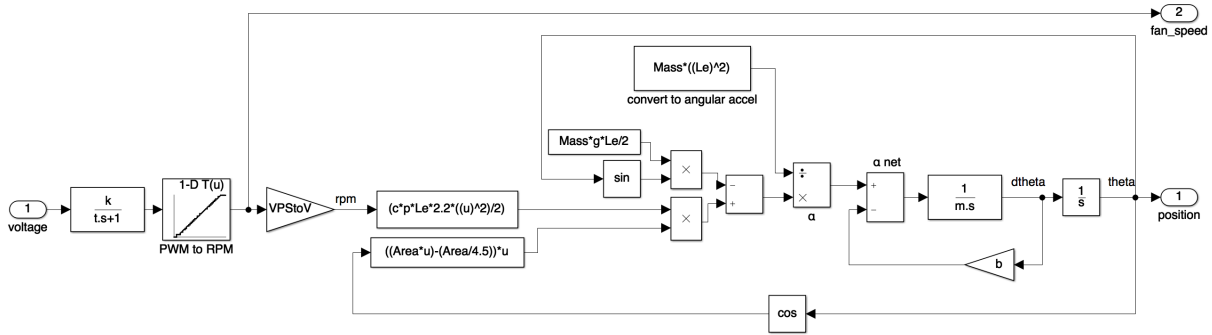 2
fan_speed
Mass*((Le)^2)
convert to angular accel
Mass*g*Le/2
sin
×
−
+
÷
×
α
α net
+
−
1
m.s
dtheta
1
s
theta
1
position
1
voltage
k
t.s+1
1-D T(u)
PWM to RPM
VPStoV
rpm
(c*p*Le*2.2*((u)^2)/2)
×
((Area*u)-(Area/4.5))*u
b
cos